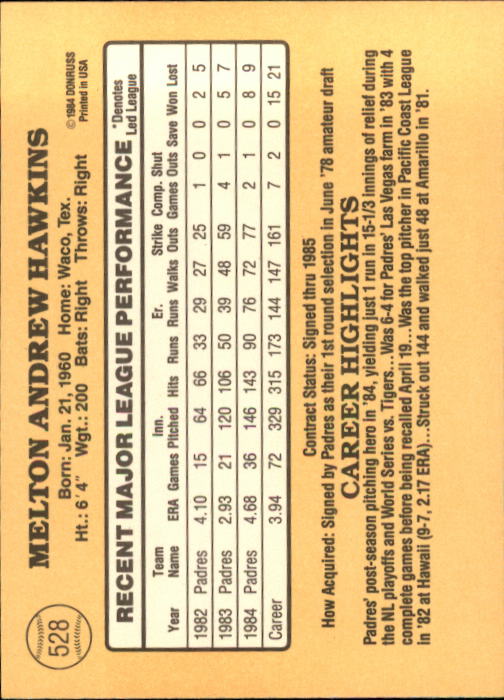 528
MELTON ANDREW HAWKINS
Born: Jan. 21, 1960 Home: Waco, Tex.
Ht.: 6'4" Wgt.: 200 Bats: Right Throws: Right
©1984 DONRUSS
Printed in USA
RECENT MAJOR LEAGUE PERFORMANCE *Denotes Led League
Year Team Name ERA Games Inn. Pitched Hits Runs Er. Runs Walks Strike Outs Comp. Games Shut Outs Save Won Lost
1982 Padres 4.10 15 64 66 33 29 27 25 1 0 0 2 5
1983 Padres 2.93 21 120 106 50 39 48 59 4 1 0 5 7
1984 Padres 4.68 36 146 143 90 76 72 77 2 1 0 8 9
Career 3.94 72 329 315 173 144 147 161 7 2 0 15 21
Contract Status: Signed thru 1985
How Acquired: Signed by Padres as their 1st round selection in June '78 amateur draft
CAREER HIGHLIGHTS
Padres' post-season pitching hero in '84, yielding just 1 run in 15-1/3 innings of relief during
the NL playoffs and World Series vs. Tigers...Was 6-4 for Padres' Las Vegas farm in '83 with 4
complete games before being recalled April 19...Was the top pitcher in Pacific Coast League
in '82 at Hawaii (9-7, 2.17 ERA)...Struck out 144 and walked just 48 at Amarillo in '81.